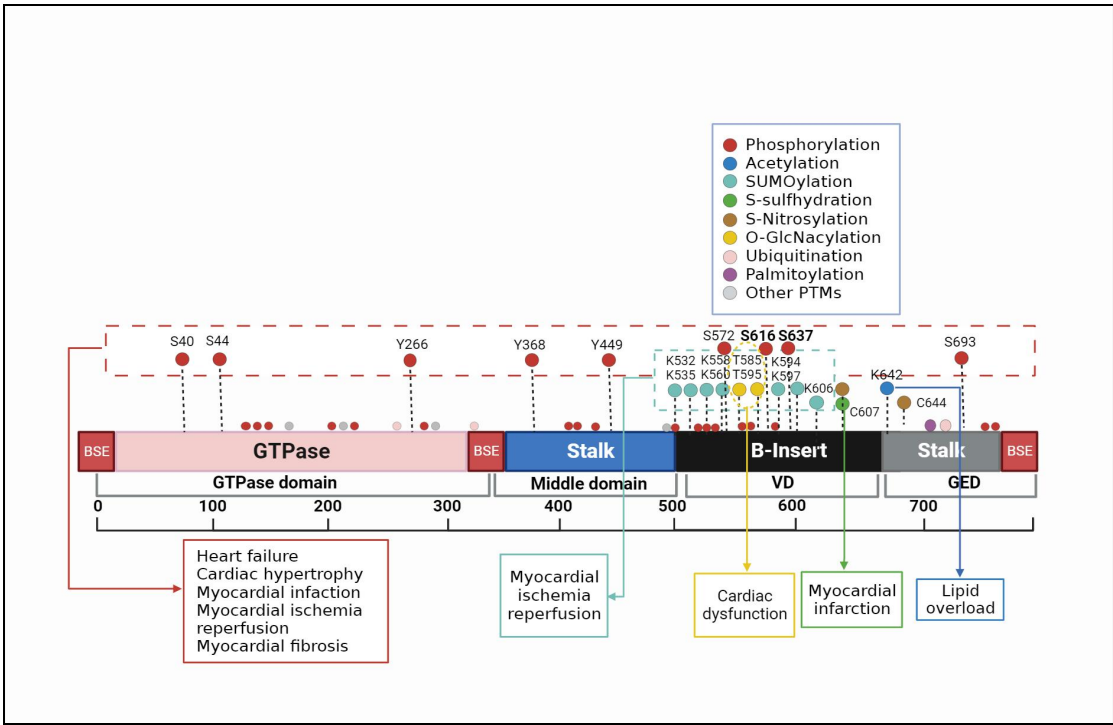 Phosphorylation
Acetylation
SUMOylation
S-sulfhydration
S-Nitrosylation
O-GlcNacylation
Ubiquitination
Palmitoylation
Other PTMs
S40
S44
Y266
Y368
Y449
S572
S616
S637
S693
K532
K535
K558
K560
T585
T595
K594
K597
K606
C607
K642
C644
BSE
GTPase
BSE
Stalk
B-Insert
Stalk
BSE
GTPase domain
Middle domain
VD
GED
0
100
200
300
400
500
600
700
Heart failure
Cardiac hypertrophy
Myocardial infaction
Myocardial ischemia
reperfusion
Myocardial fibrosis
Myocardial
ischemia
reperfusion
Cardiac
dysfunction
Myocardial
infarction
Lipid
overload